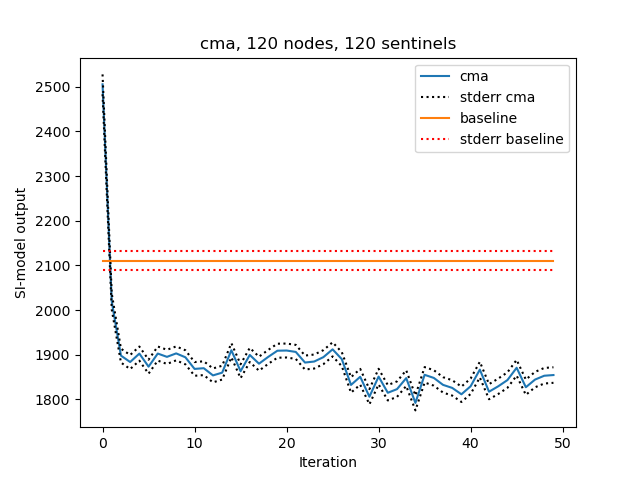 cma, 120 nodes, 120 sentinels
2500
2400
2300
2200
2100
2000
1900
1800
SI-model output
cma
stderr cma
baseline
stderr baseline
0 10 20 30 40 50
Iteration